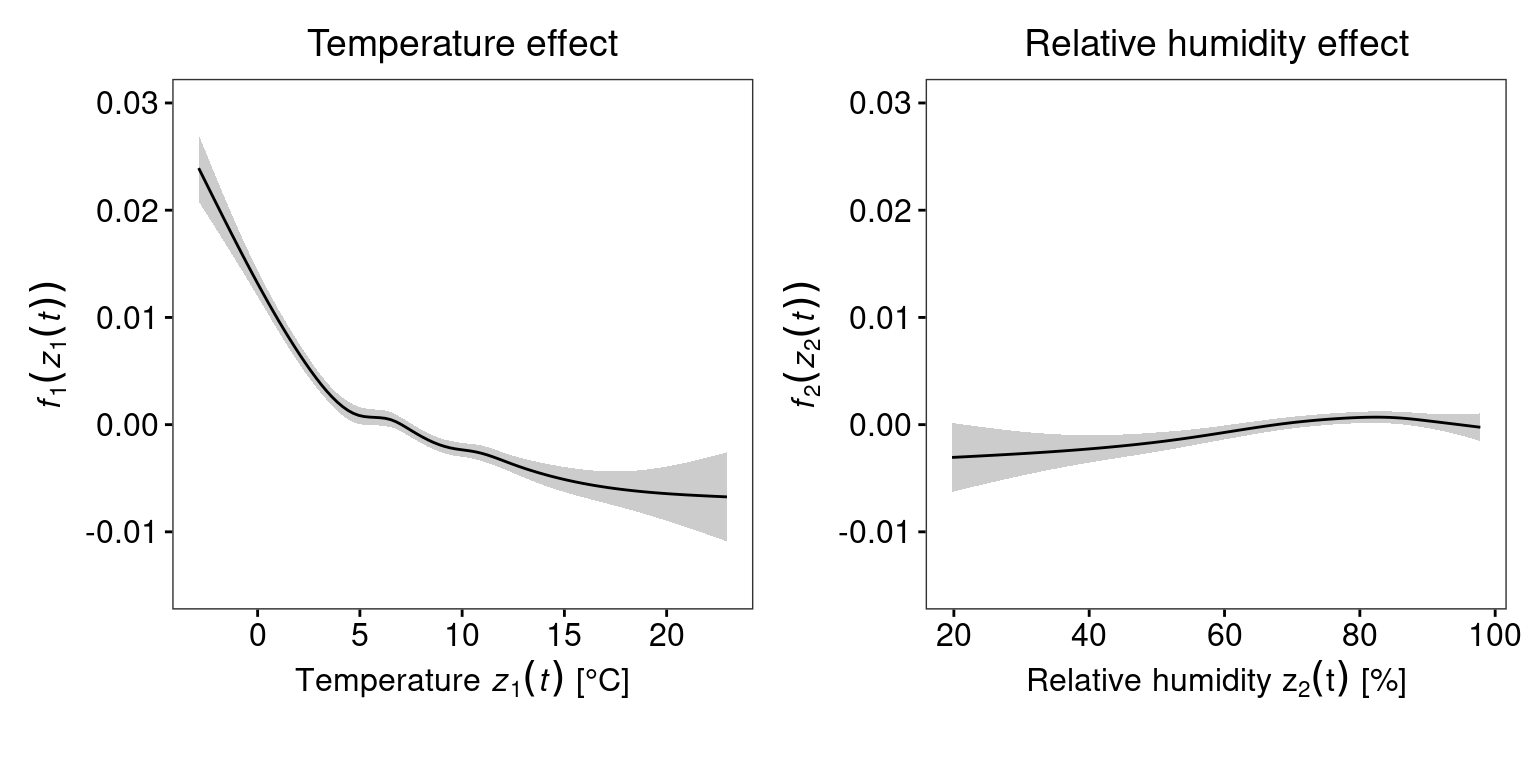 Temperature effect
0.03
0.02
0.01
0.00
-0.01
f₁(z₁(t))
0 5 10 15 20
Temperature z₁(t) [°C]
Relative humidity effect
0.03
0.02
0.01
0.00
-0.01
f₂(z₂(t))
20 40 60 80 100
Relative humidity z₂(t) [%]